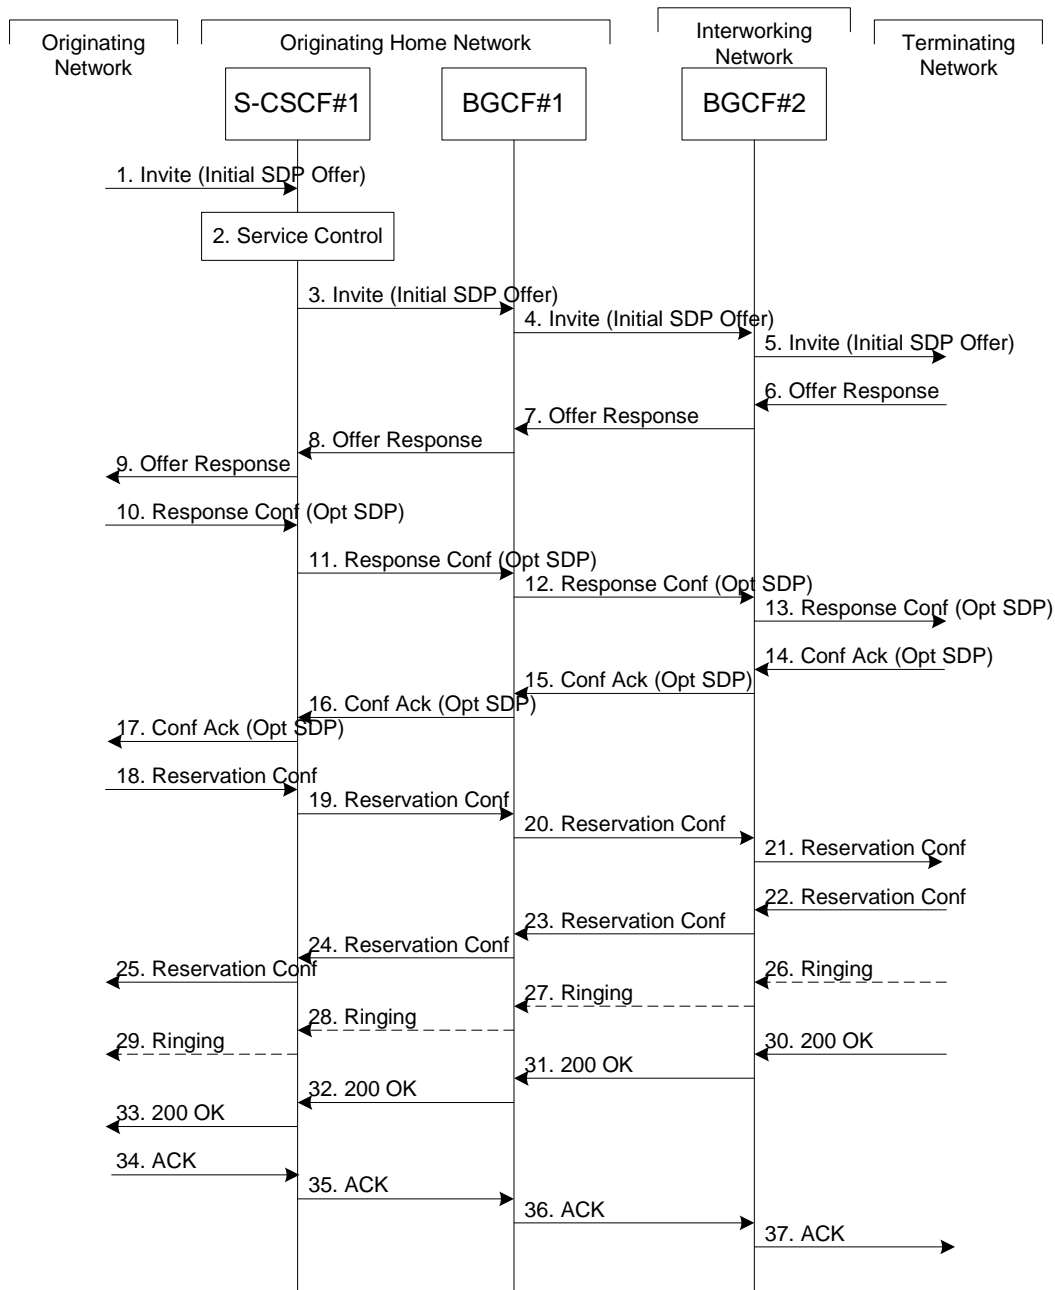 Originating
Network
Originating Home Network
Interworking
Network
Terminating
Network
S-CSCF#1
BGCF#1
BGCF#2
1. Invite (Initial SDP Offer)
2. Service Control
3. Invite (Initial SDP Offer)
4. Invite (Initial SDP Offer)
5. Invite (Initial SDP Offer)
6. Offer Response
7. Offer Response
8. Offer Response
9. Offer Response
10. Response Conf (Opt SDP)
11. Response Conf (Opt SDP)
12. Response Conf (Opt SDP)
13. Response Conf (Opt SDP)
14. Conf Ack (Opt SDP)
15. Conf Ack (Opt SDP)
16. Conf Ack (Opt SDP)
17. Conf Ack (Opt SDP)
18. Reservation Conf
19. Reservation Conf
20. Reservation Conf
21. Reservation Conf
22. Reservation Conf
23. Reservation Conf
24. Reservation Conf
25. Reservation Conf
26. Ringing
27. Ringing
28. Ringing
29. Ringing
30. 200 OK
31. 200 OK
32. 200 OK
33. 200 OK
34. ACK
35. ACK
36. ACK
37. ACK